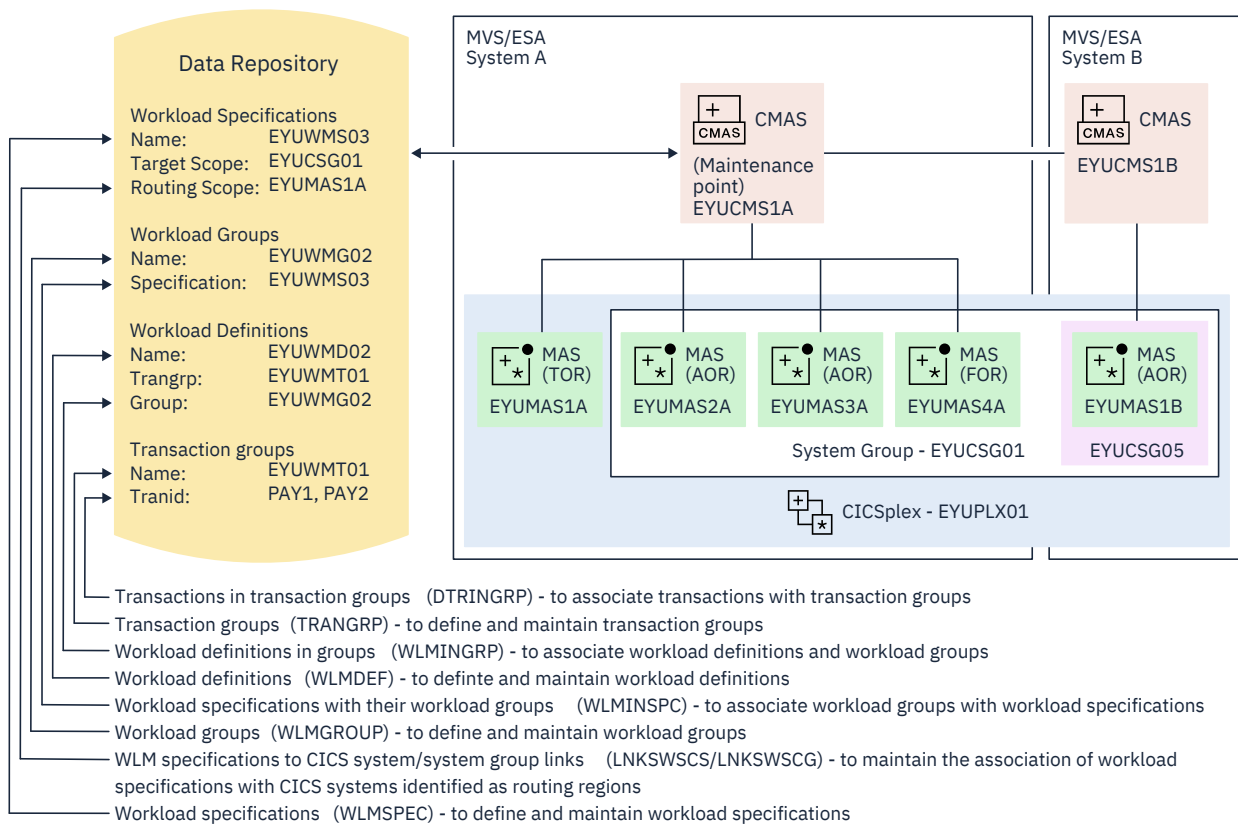 Data Repository
Workload Specifications
Name: EYUWMS03
Target Scope: EYUCSG01
Routing Scope: EYUMAS1A
Workload Groups
Name: EYUWMG02
Specification: EYUWMS03
Workload Definitions
Name: EYUWMD02
Trangrp: EYUWMT01
Group: EYUWMG02
Transaction groups
Name: EYUWMT01
Tranid: PAY1, PAY2
MVS/ESA
System A
+
CMAS
CMAS
(Maintenance
point)
EYUCMS1A
MVS/ESA
System B
+
CMAS
CMAS
EYUCMS1B
+
*
MAS
(TOR)
EYUMAS1A
+
*
MAS
(AOR)
EYUMAS2A
+
*
MAS
(AOR)
EYUMAS3A
+
*
MAS
(FOR)
EYUMAS4A
+
*
MAS
(AOR)
EYUMAS1B
System Group - EYUCSG01
EYUCSG05
+
*
CICSplex - EYUPLX01
Transactions in transaction groups (DTRINGRP) - to associate transactions with transaction groups
Transaction groups (TRANGRP) - to define and maintain transaction groups
Workload definitions in groups (WLMINGRP) - to associate workload definitions and workload groups
Workload definitions (WLMDEF) - to definte and maintain workload definitions
Workload specifications with their workload groups (WLMINSPC) - to associate workload groups with workload specifications
Workload groups (WLMGROUP) - to define and maintain workload groups
WLM specifications to CICS system/system group links (LNKSWSCS/LNKSWSCG) - to maintain the association of workload
specifications with CICS systems identified as routing regions
Workload specifications (WLMSPEC) - to define and maintain workload specifications